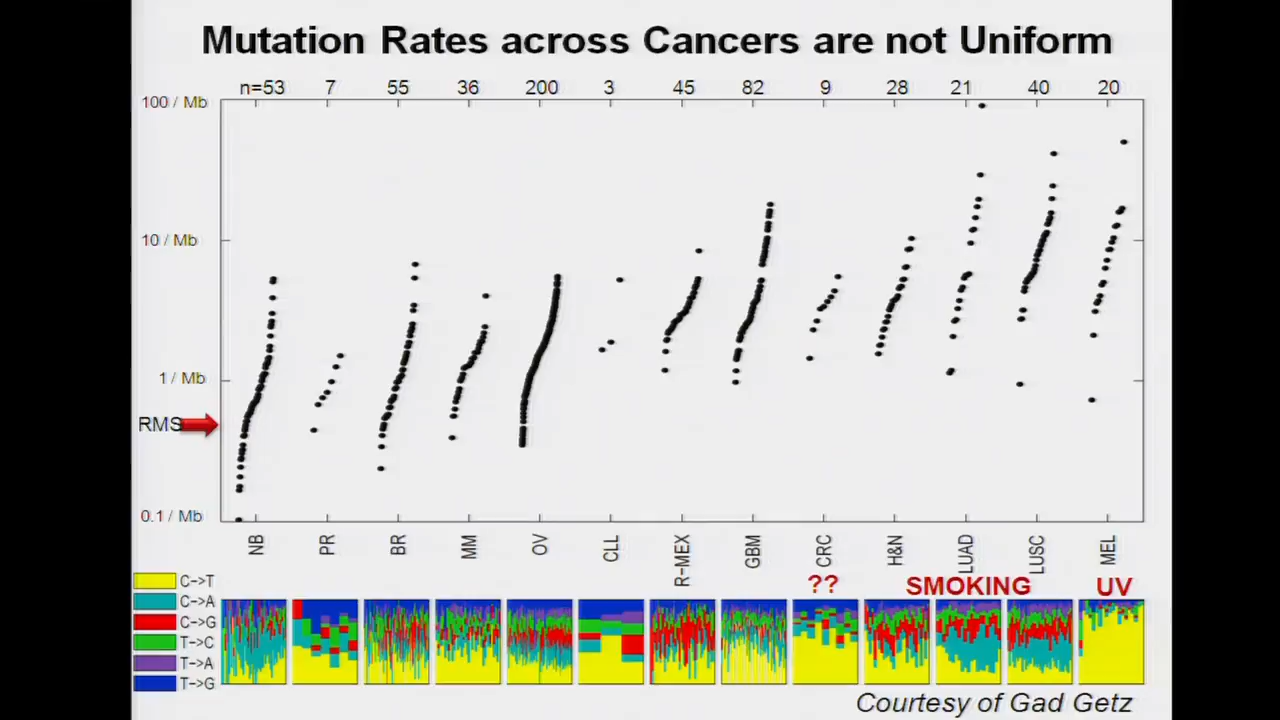 Mutation Rates across Cancers are not Uniform
n=53 7 55 36 200 3 45 82 9 28 21 40 20
100 / Mb
10 / Mb
1 / Mb
RMS
0.1 / Mb
NB PR BR MM OV CLL R-MEX GBM CRC H&N LUAD LUSC MEL
?? SMOKING UV
C->T
C->A
C->G
T->C
T->A
T->G
Courtesy of Gad Getz